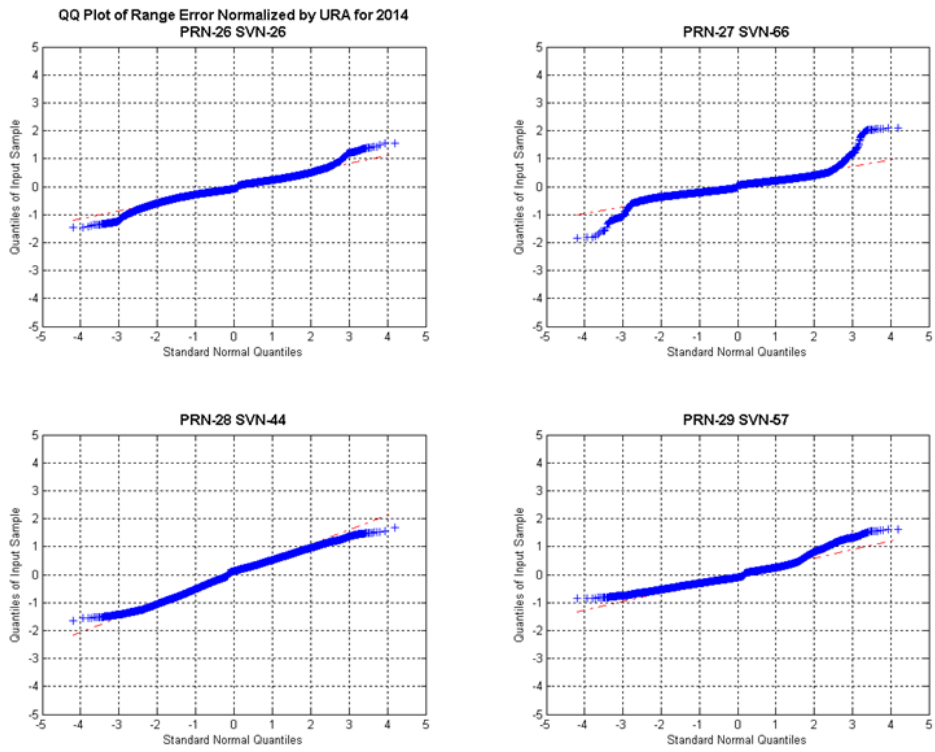 QQ Plot of Range Error Normalized by URA for 2014
PRN-26 SVN-26
5
4
3
2
1
0
-1
-2
-3
-4
-5
Quantiles of Input Sample
-5 -4 -3 -2 -1 0 1 2 3 4 5
Standard Normal Quantiles
PRN-27 SVN-66
5
4
3
2
1
0
-1
-2
-3
-4
-5
Quantiles of Input Sample
-5 -4 -3 -2 -1 0 1 2 3 4 5
Standard Normal Quantiles
PRN-28 SVN-44
5
4
3
2
1
0
-1
-2
-3
-4
-5
Quantiles of Input Sample
-5 -4 -3 -2 -1 0 1 2 3 4 5
Standard Normal Quantiles
PRN-29 SVN-57
5
4
3
2
1
0
-1
-2
-3
-4
-5
Quantiles of Input Sample
-5 -4 -3 -2 -1 0 1 2 3 4 5
Standard Normal Quantiles